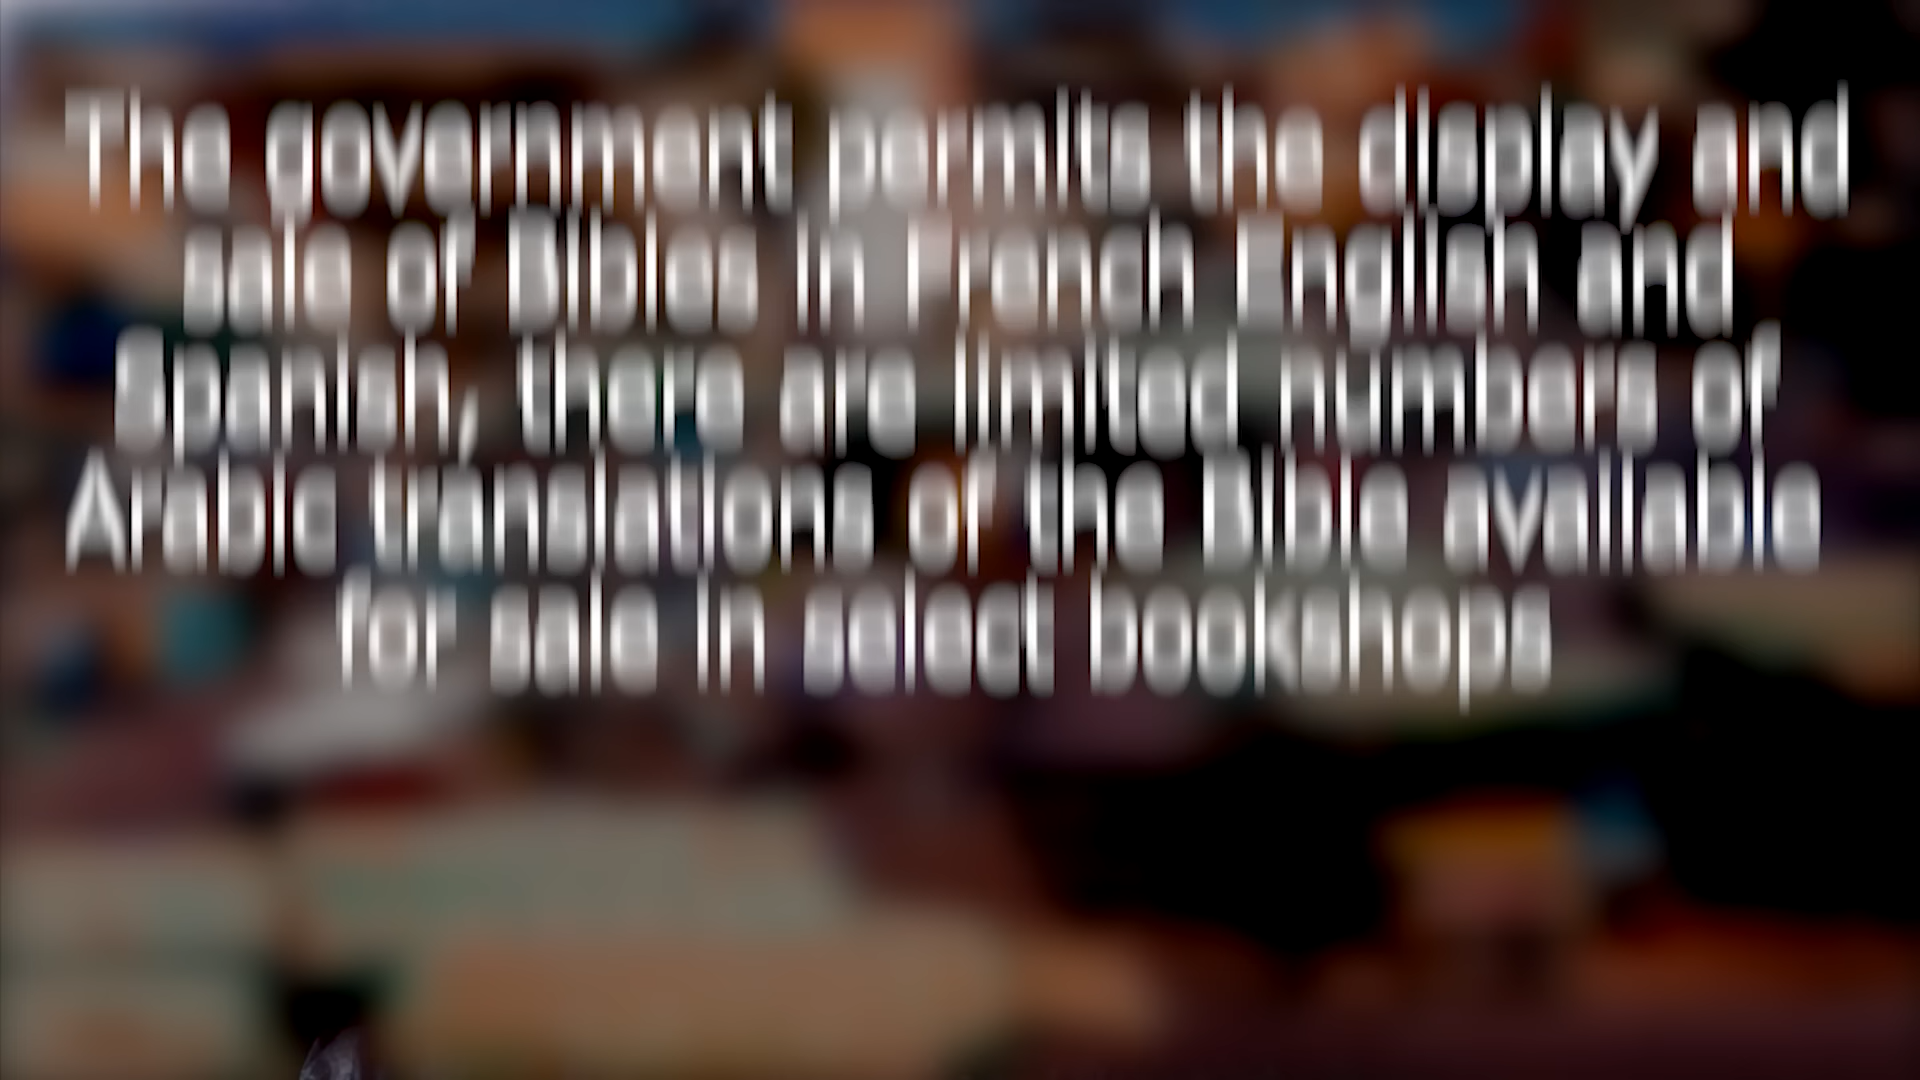 The government permits the display and
sale of Bibles in French English and
Spanish, there are limited numbers of
Arabic translations of the Bible available
for sale in select bookshops